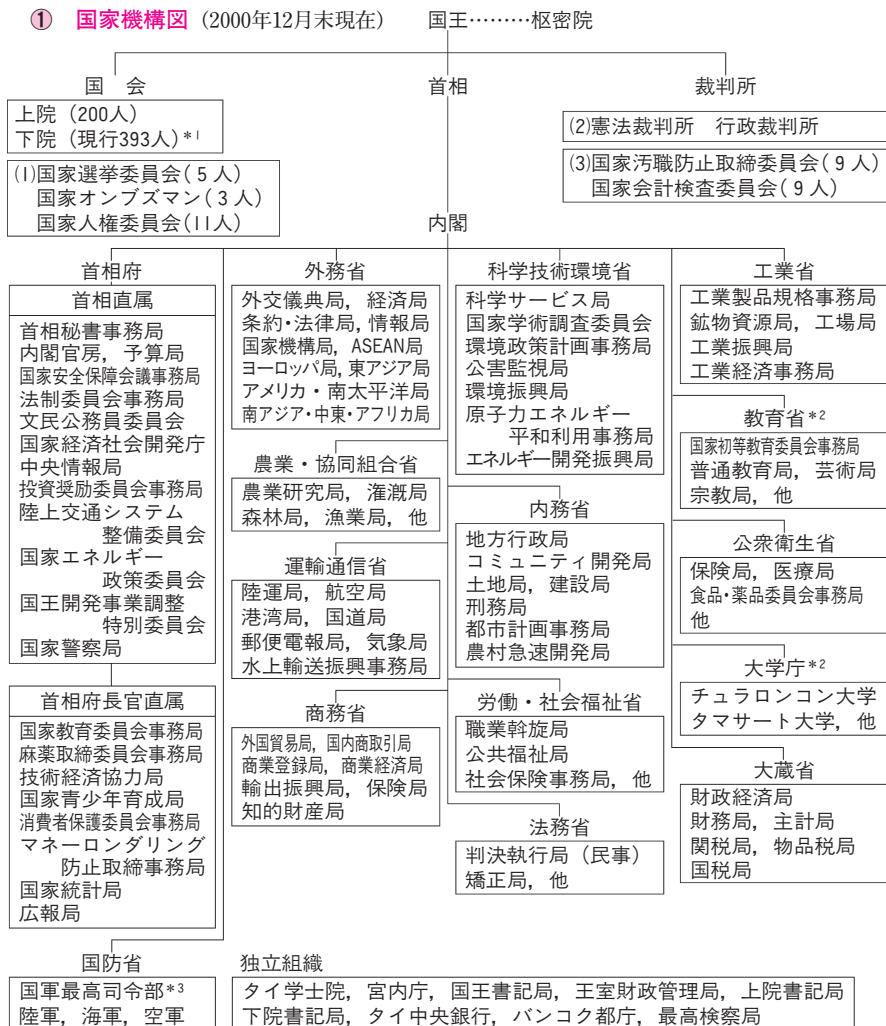 ① 国家機構図（2000年12月末現在）
国王………枢密院
国 会
上院（200人）
下院（現行393人）*1
(1)国家選挙委員会(5人)
国家オンブズマン(3人)
国家人権委員会(11人)
首相
裁判所
(2)憲法裁判所 行政裁判所
(3)国家汚職防止取締委員会(9人)
国家会計検査委員会(9人)
内閣
首相府
首相直属
首相秘書事務局
内閣官房，予算局
国家安全保障会議事務局
法制委員会事務局
文民公務員委員会
国家経済社会開発庁
中央情報局
投資奨励委員会事務局
陸上交通システム
整備委員会
国家エネルギー
政策委員会
国王開発事業調整
特別委員会
国家警察局
首相府長官直属
国家教育委員会事務局
麻薬取締委員会事務局
技術経済協力局
国家青少年育成局
消費者保護委員会事務局
マネーロンダリング
防止取締事務局
国家統計局
広報局
外務省
外交儀典局，経済局
条約・法律局，情報局
国家機構局，ASEAN局
ヨーロッパ局，東アジア局
アメリカ・南太平洋局
南アジア・中東・アフリカ局
農業・協同組合省
農業研究局，潅漑局
森林局，漁業局，他
運輸通信省
陸運局，航空局
港湾局，国道局
郵便電報局，気象局
水上輸送振興事務局
商務省
外国貿易局，国内商取引局
商業登録局，商業経済局
輸出振興局，保険局
知的財産局
科学技術環境省
科学サービス局
国家学術調査委員会
環境政策計画事務局
公害監視局
環境振興局
原子力エネルギー
平和利用事務局
エネルギー開発振興局
内務省
地方行政局
コミュニティ開発局
土地局，建設局
刑務局
都市計画事務局
農村急速開発局
労働・社会福祉省
職業斡旋局
公共福祉局
社会保険事務局，他
法務省
判決執行局（民事）
矯正局，他
工業省
工業製品規格事務局
鉱物資源局，工場局
工業振興局
工業経済事務局
教育省*2
国家初等教育委員会事務局
普通教育局，芸術局
宗教局，他
公衆衛生省
保険局，医療局
食品・薬品委員会事務局
他
大学庁*2
チュラロンコン大学
タマサート大学，他
大蔵省
財政経済局
財務局，主計局
関税局，物品税局
国税局
国防省
国軍最高司令部*3
陸軍，海軍，空軍
独立組織
タイ学士院，宮内庁，国王書記局，王室財政管理局，上院書記局
下院書記局，タイ中央銀行，バンコク都庁，最高検察局